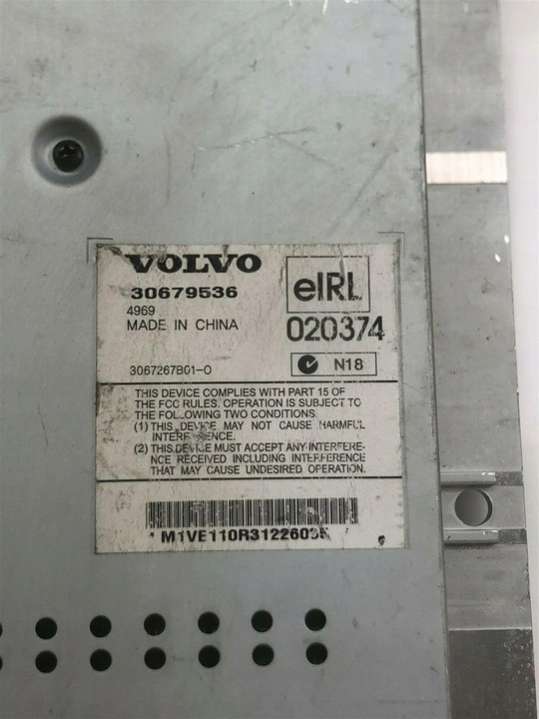 VOLVO
30679536
4969
MADE IN CHINA
eIRL
020374
N18
3067267B01-0
THIS DEVICE COMPLIES WITH PART 15 OF
THE FCC RULES. OPERATION IS SUBJECT TO
THE FOLLOWING TWO CONDITIONS.
(1) THIS DEVICE MAY NOT CAUSE HARMFUL
INTERFERENCE.
(2) THIS DEVICE MUST ACCEPT ANY INTERFERE-
NCE RECEIVED INCLUDING INTERFERENCE
THAT MAY CAUSE UNDESIRED OPERATION.